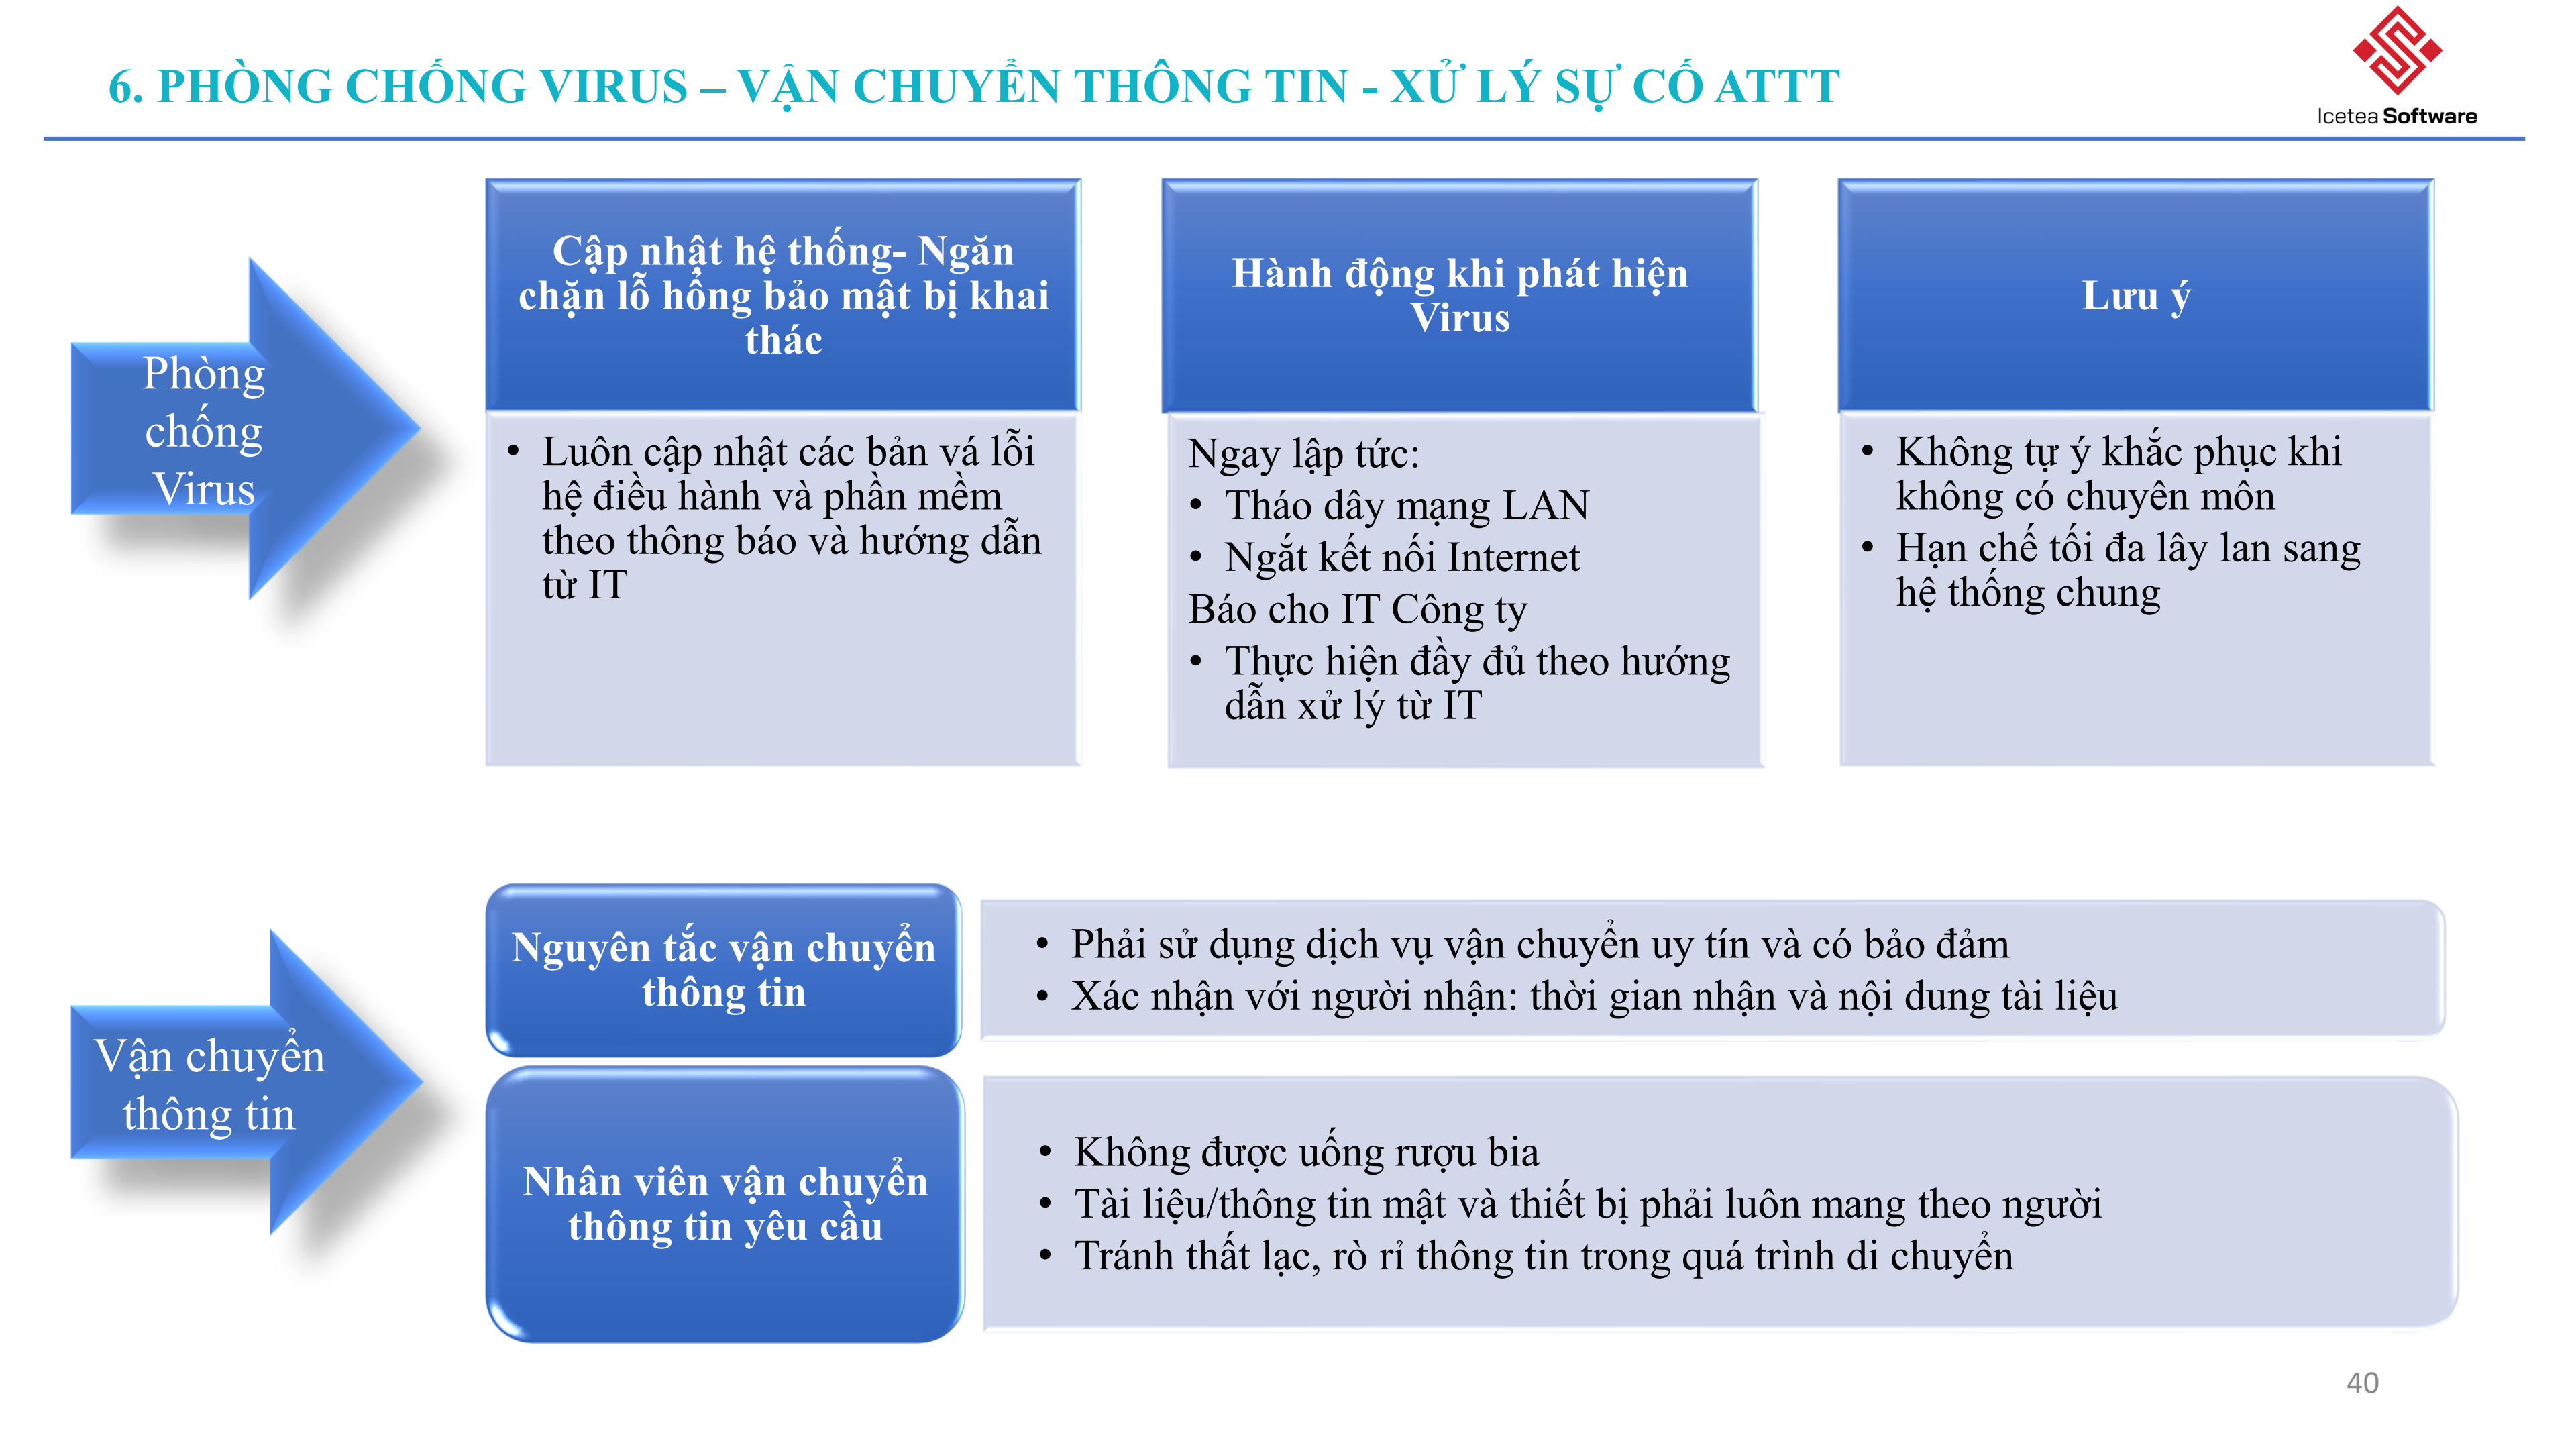 6. PHÒNG CHỐNG VIRUS – VẬN CHUYỂN THÔNG TIN - XỬ LÝ SỰ CỐ ATTT
Icetea Software
Phòng
chống
Virus
Cập nhật hệ thống- Ngăn
chặn lỗ hổng bảo mật bị khai
thác
• Luôn cập nhật các bản vá lỗi
hệ điều hành và phần mềm
theo thông báo và hướng dẫn
từ IT
Hành động khi phát hiện
Virus
Ngay lập tức:
• Tháo dây mạng LAN
• Ngắt kết nối Internet
Báo cho IT Công ty
• Thực hiện đầy đủ theo hướng
dẫn xử lý từ IT
Lưu ý
• Không tự ý khắc phục khi
không có chuyên môn
• Hạn chế tối đa lây lan sang
hệ thống chung
Vận chuyển
thông tin
Nguyên tắc vận chuyển
thông tin
• Phải sử dụng dịch vụ vận chuyển uy tín và có bảo đảm
• Xác nhận với người nhận: thời gian nhận và nội dung tài liệu
Nhân viên vận chuyển
thông tin yêu cầu
• Không được uống rượu bia
• Tài liệu/thông tin mật và thiết bị phải luôn mang theo người
• Tránh thất lạc, rò rỉ thông tin trong quá trình di chuyển
40